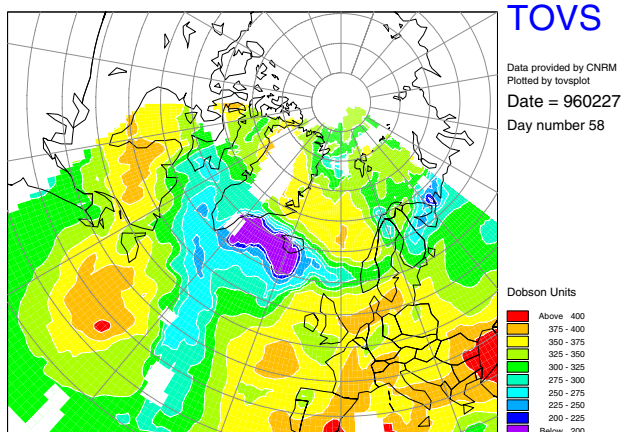 TOVS
Data provided by CNRM
Plotted by tovsplot
Date = 960227
Day number 58
Dobson Units
Above 400
375 - 400
350 - 375
325 - 350
300 - 325
275 - 300
250 - 275
225 - 250
200 - 225
Below 200